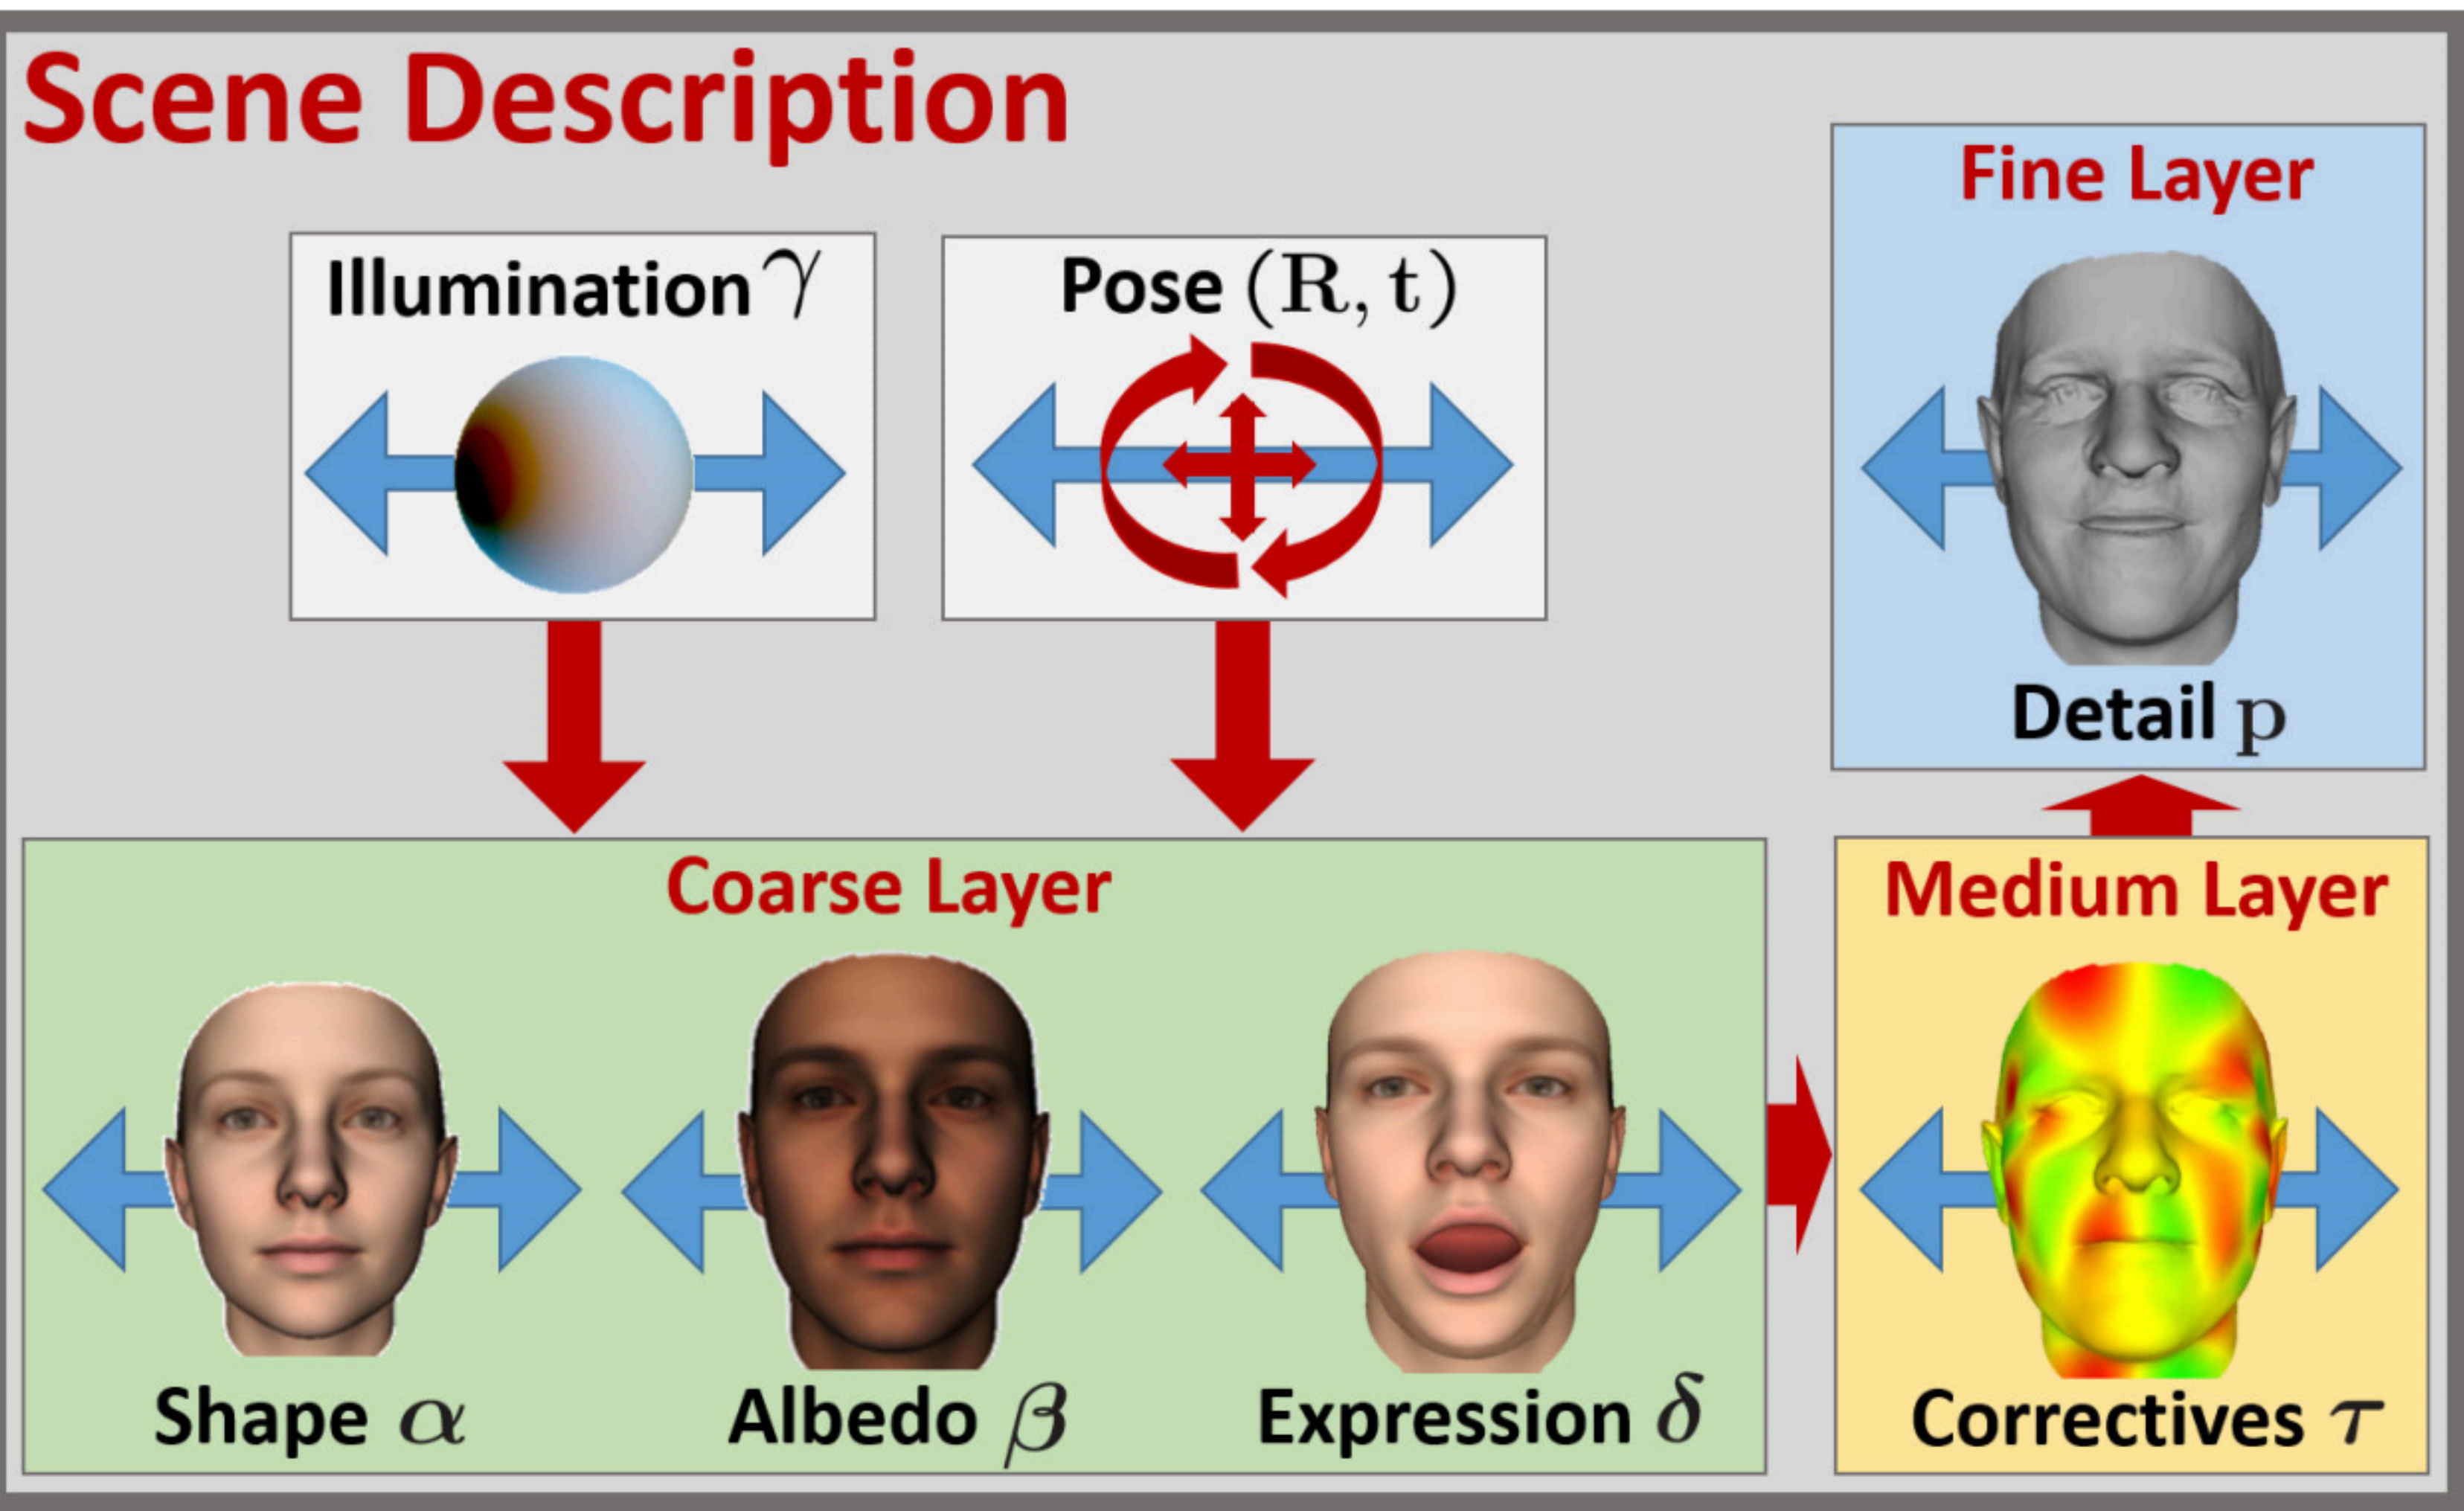 Scene Description
Illumination γ
Pose (R, t)
Fine Layer
Detail p
Coarse Layer
Shape α
Albedo β
Expression δ
Medium Layer
Correctives τ